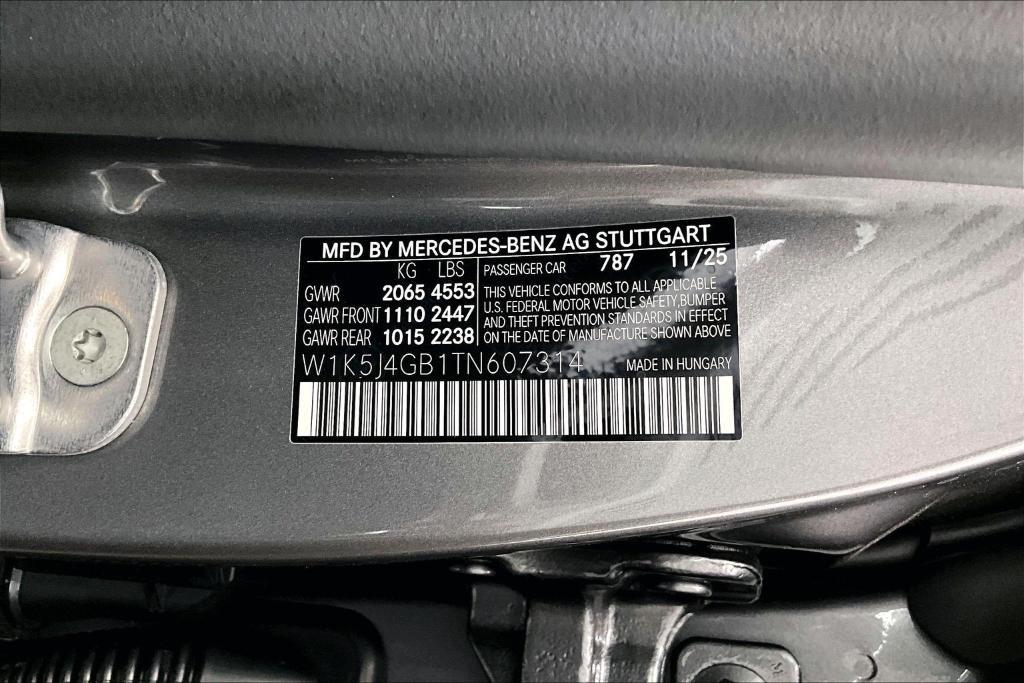 MFD BY MERCEDES-BENZ AG STUTTGART
KG LBS PASSENGER CAR 787 11/25
GVWR 2065 4553 THIS VEHICLE CONFORMS TO ALL APPLICABLE
GAWR FRONT 1110 2447 U.S. FEDERAL MOTOR VEHICLE SAFETY, BUMPER
AND THEFT PREVENTION STANDARDS IN EFFECT
GAWR REAR 1015 2238 ON THE DATE OF MANUFACTURE SHOWN ABOVE
W1K5J4GB1TN607314 MADE IN HUNGARY